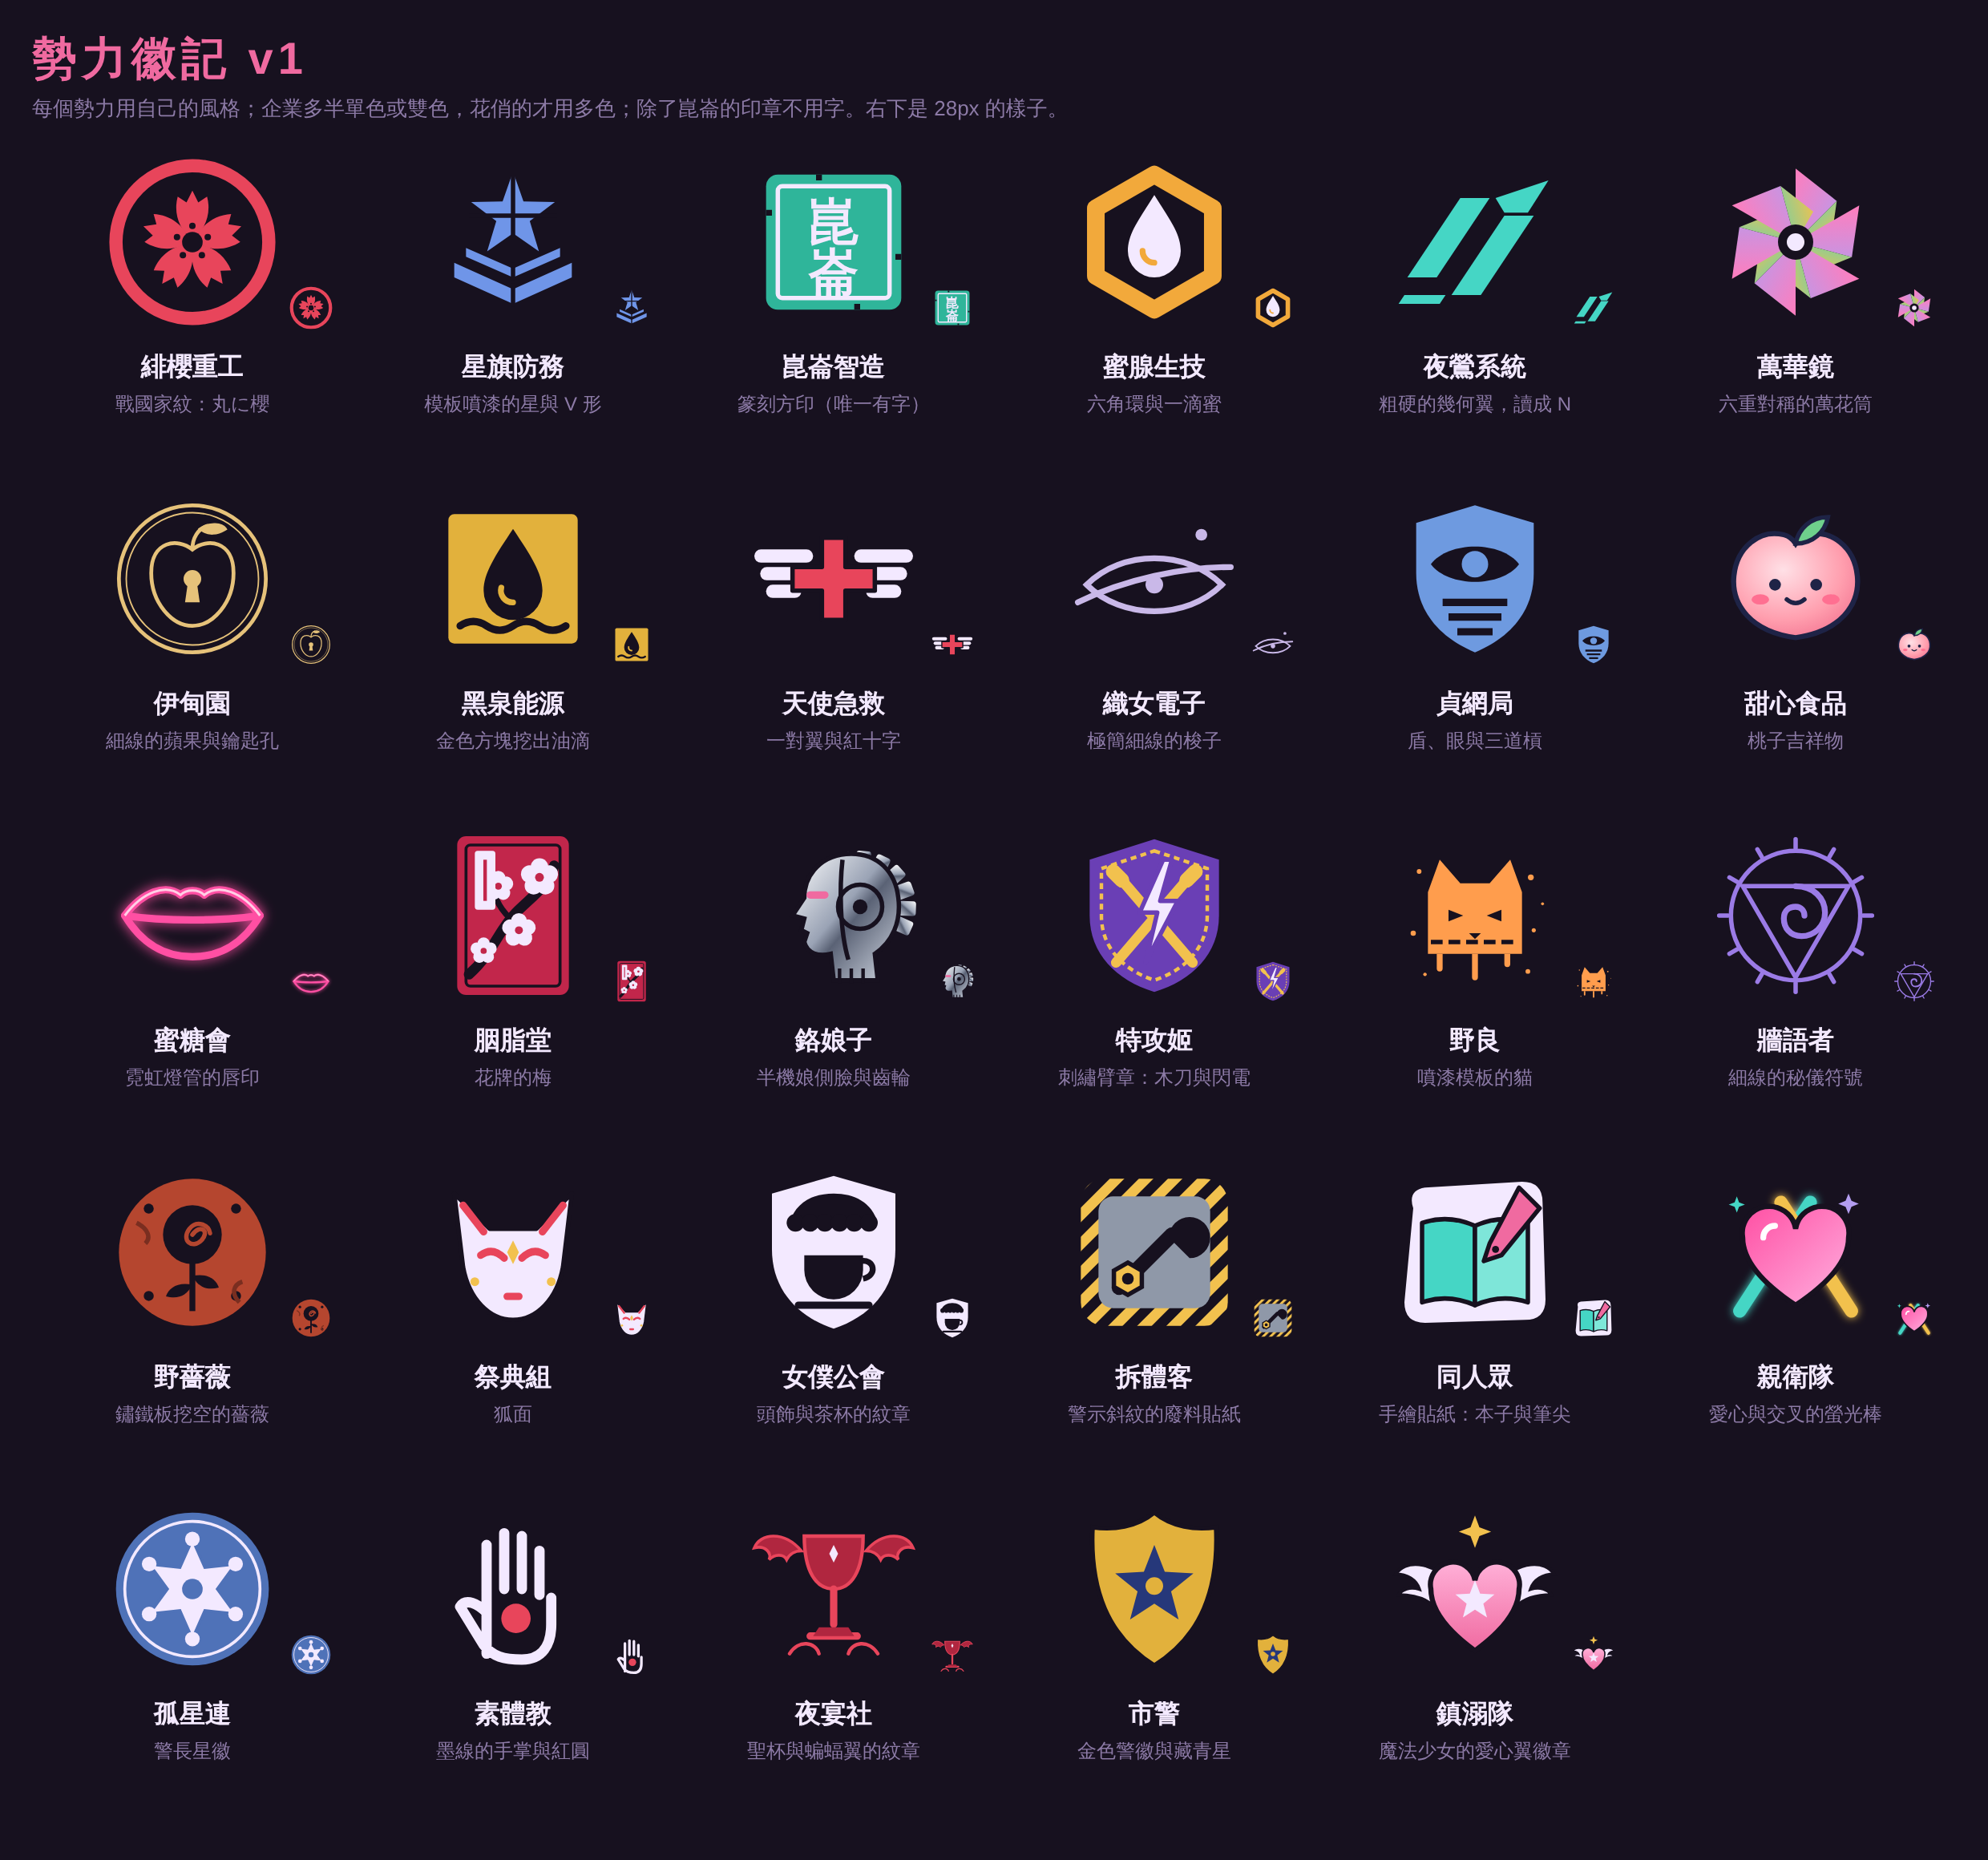 勢力徽記 v1
每個勢力用自己的風格；企業多半單色或雙色，花俏的才用多色；除了崑崙的印章不用字。右下是 28px 的樣子。
崑
崙
崑
崙
緋櫻重工
星旗防務
崑崙智造
蜜腺生技
夜鶯系統
萬華鏡
戰國家紋：丸に櫻
模板噴漆的星與 V 形
篆刻方印（唯一有字）
六角環與一滴蜜
粗硬的幾何翼，讀成 N
六重對稱的萬花筒
伊甸園
黑泉能源
天使急救
織女電子
貞網局
甜心食品
細線的蘋果與鑰匙孔
金色方塊挖出油滴
一對翼與紅十字
極簡細線的梭子
盾、眼與三道槓
桃子吉祥物
蜜糖會
胭脂堂
鉻娘子
特攻姬
野良
牆語者
霓虹燈管的唇印
花牌的梅
半機娘側臉與齒輪
刺繡臂章：木刀與閃電
噴漆模板的貓
細線的秘儀符號
野薔薇
祭典組
女僕公會
拆體客
同人眾
親衛隊
鏽鐵板挖空的薔薇
狐面
頭飾與茶杯的紋章
警示斜紋的廢料貼紙
手繪貼紙：本子與筆尖
愛心與交叉的螢光棒
孤星連
素體教
夜宴社
市警
鎮溺隊
警長星徽
墨線的手掌與紅圓
聖杯與蝙蝠翼的紋章
金色警徽與藏青星
魔法少女的愛心翼徽章